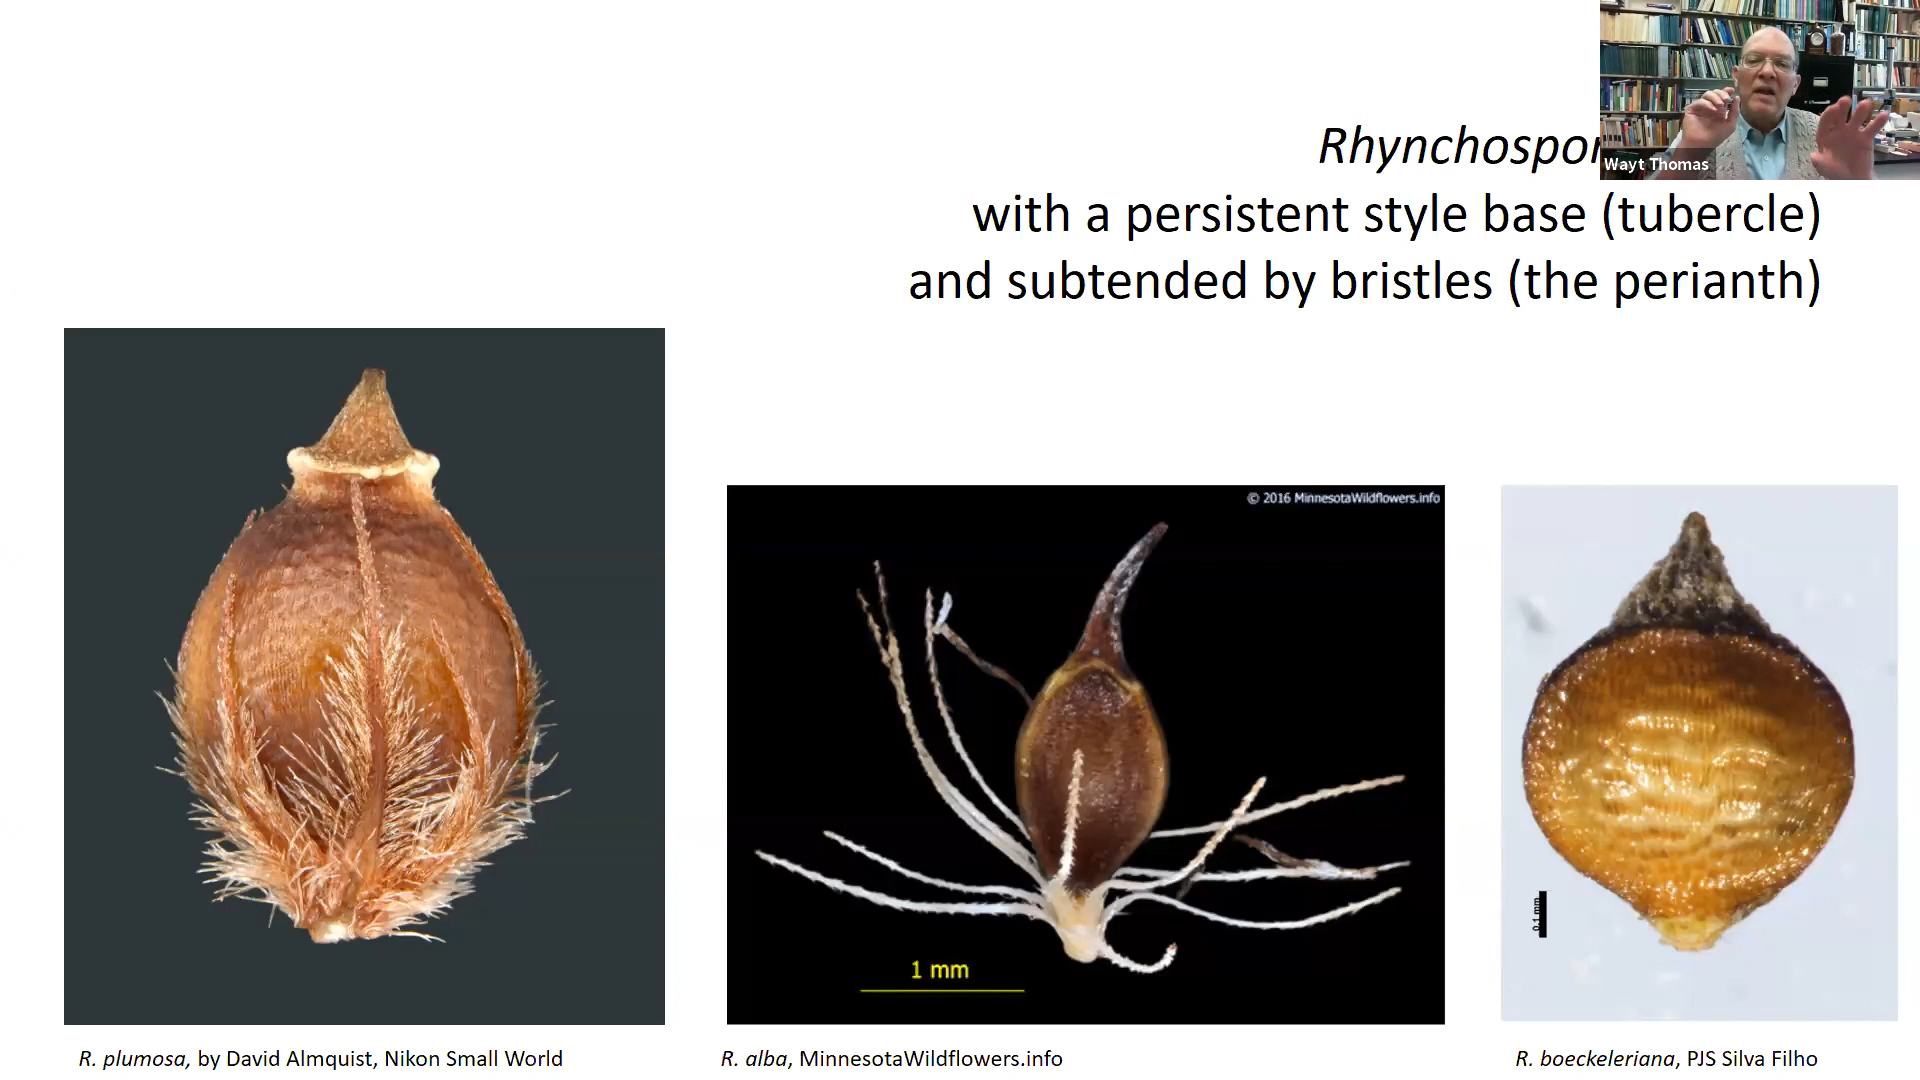 Rhynchospor
with a persistent style base (tubercle)
and subtended by bristles (the perianth)
Wayt Thomas
© 2016 MinnesotaWildflowers.info
1 mm
0.1 mm
R. plumosa, by David Almquist, Nikon Small World
R. alba, MinnesotaWildflowers.info
R. boeckeleriana, PJS Silva Filho